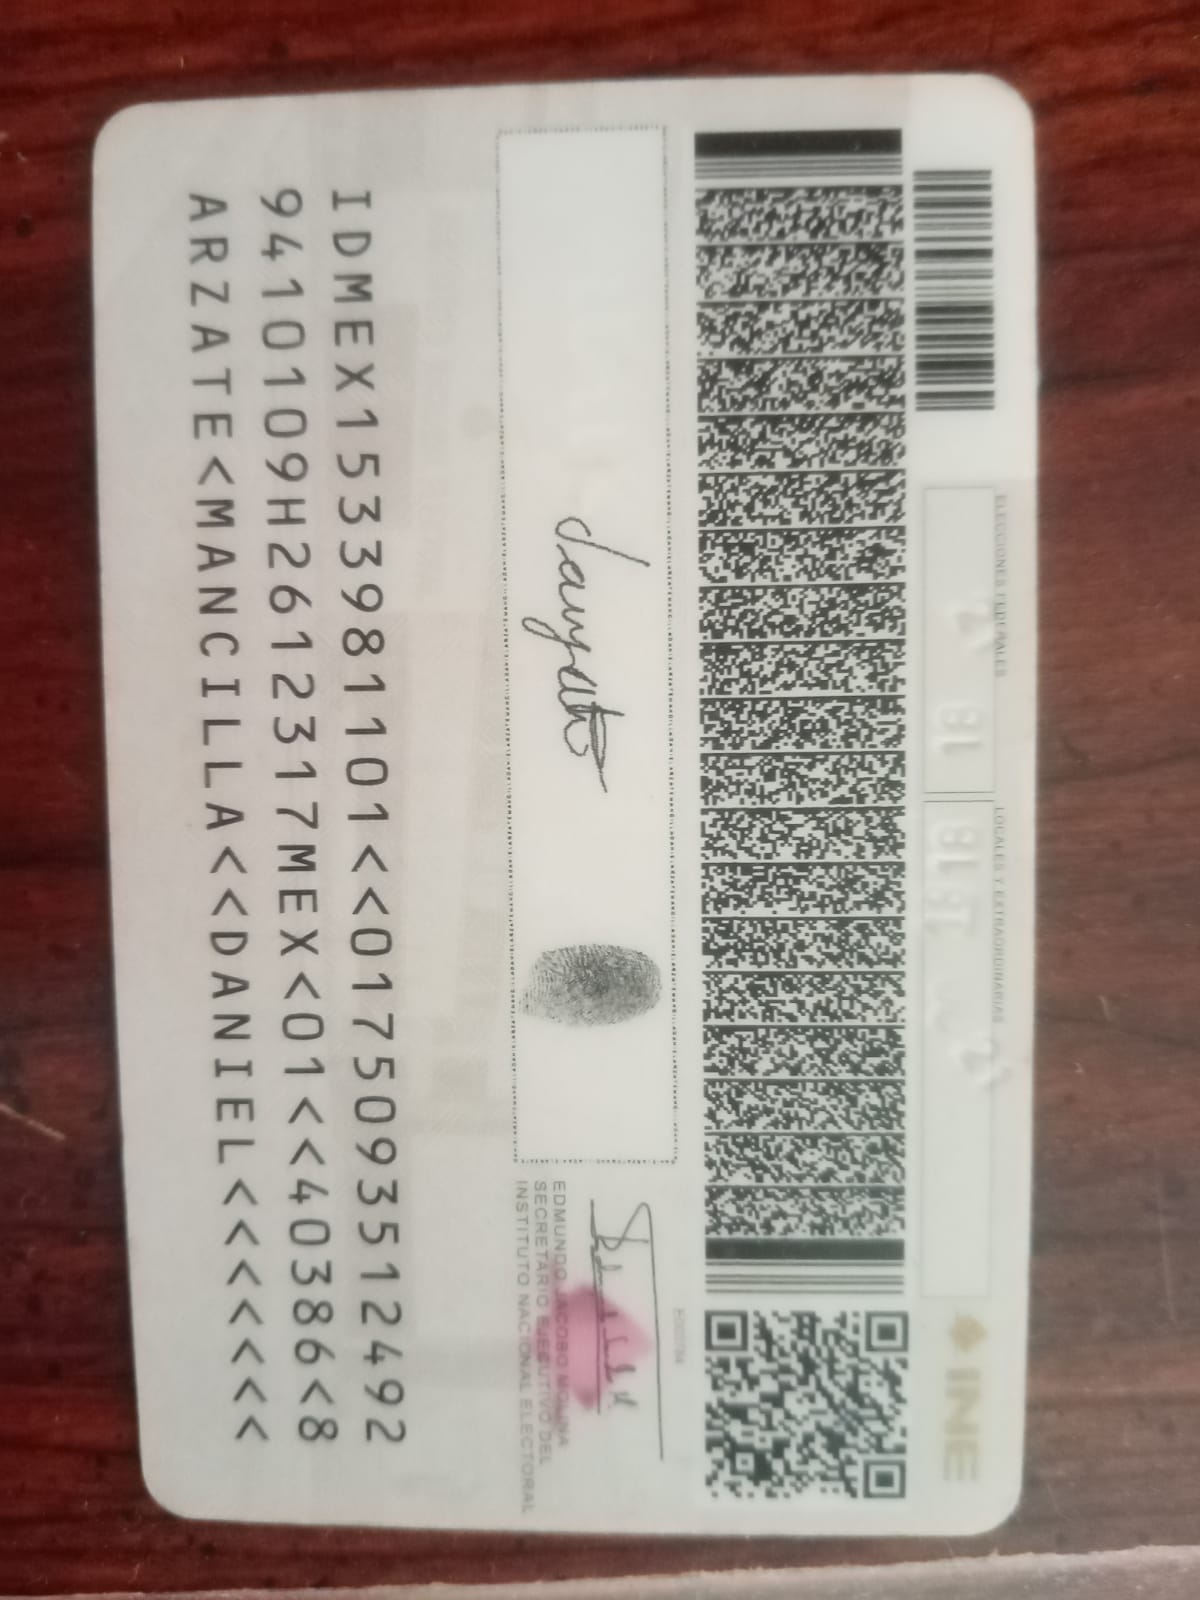 ELECCIONES FEDERALES
LOCALES Y EXTRAORDINARIAS
INE
EDMUNDO JACOBO MOLINA
SECRETARIO EJECUTIVO DEL
INSTITUTO NACIONAL ELECTORAL
IDMEX1533981101<<0175093512492
9410109H2612317MEX<01<<40386<8
ARZATE<MANCILLA<<DANIEL<<<<<<<